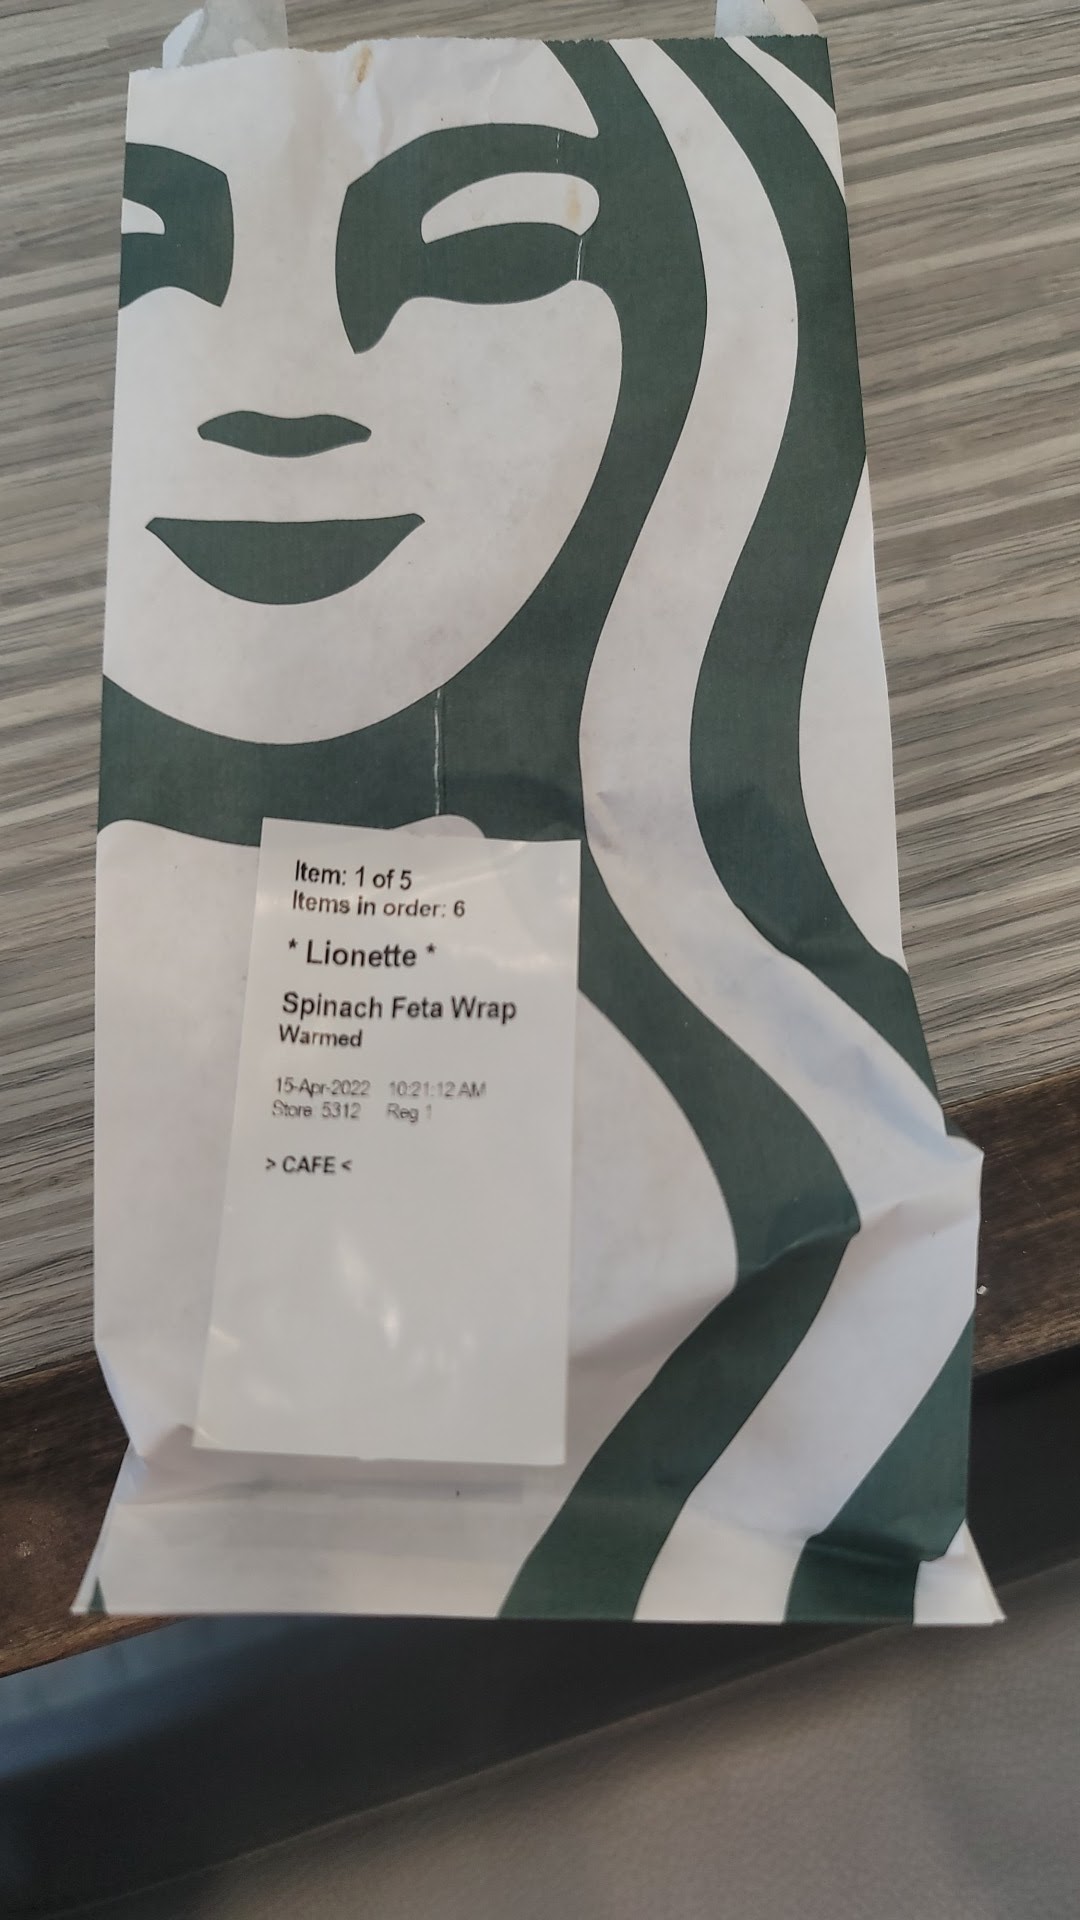 Item: 1 of 5
Items in order: 6
* Lionette *
Spinach Feta Wrap
Warmed
15-Apr-2022 10:21:12 AM
Store 5312 Reg 1
> CAFE <